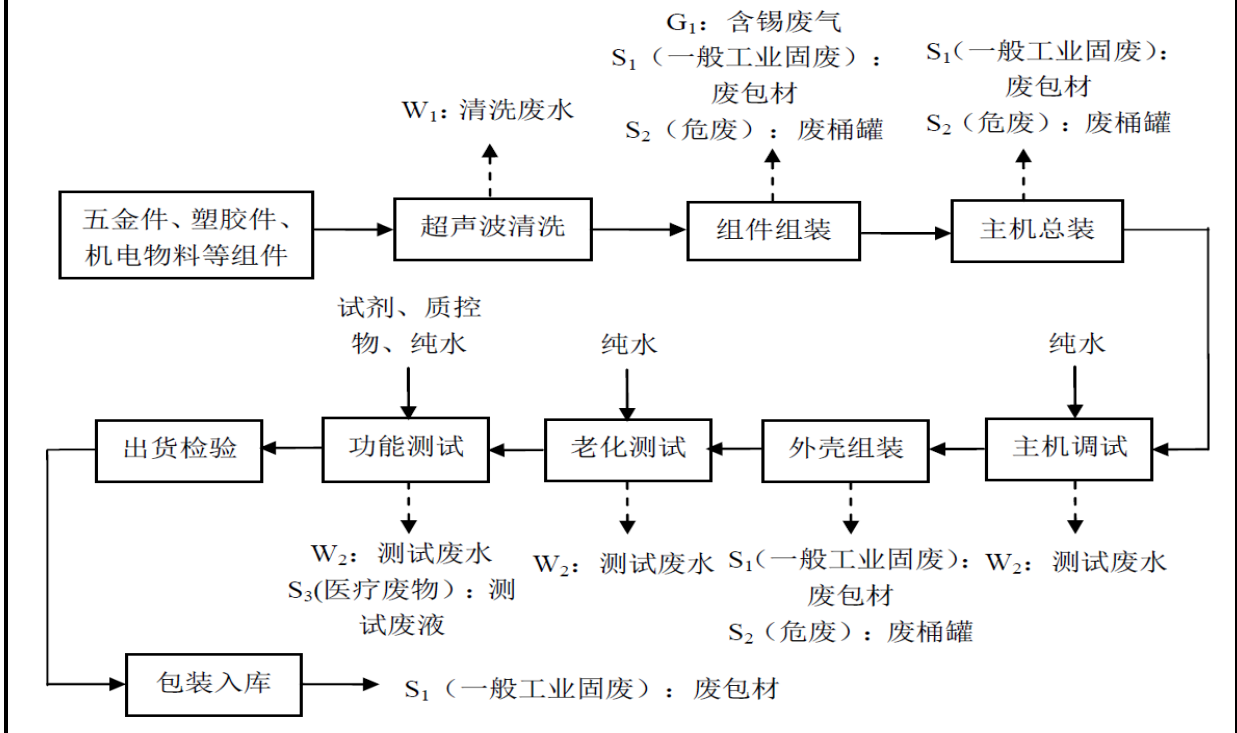 G₁：含锡废气
S₁（一般工业固废）：
废包材
S₂（危废）：废桶罐
S₁(一般工业固废)：
废包材
S₂（危废）：废桶罐
W₁：清洗废水
五金件、塑胶件、
机电物料等组件
超声波清洗
组件组装
主机总装
试剂、质控
物、纯水
纯水
纯水
出货检验
功能测试
老化测试
外壳组装
主机调试
W₂：测试废水
S₃(医疗废物）：测
试废液
W₂：测试废水
S₁(一般工业固废)：
废包材
S₂（危废）：废桶罐
W₂：测试废水
包装入库
S₁（一般工业固废）：废包材